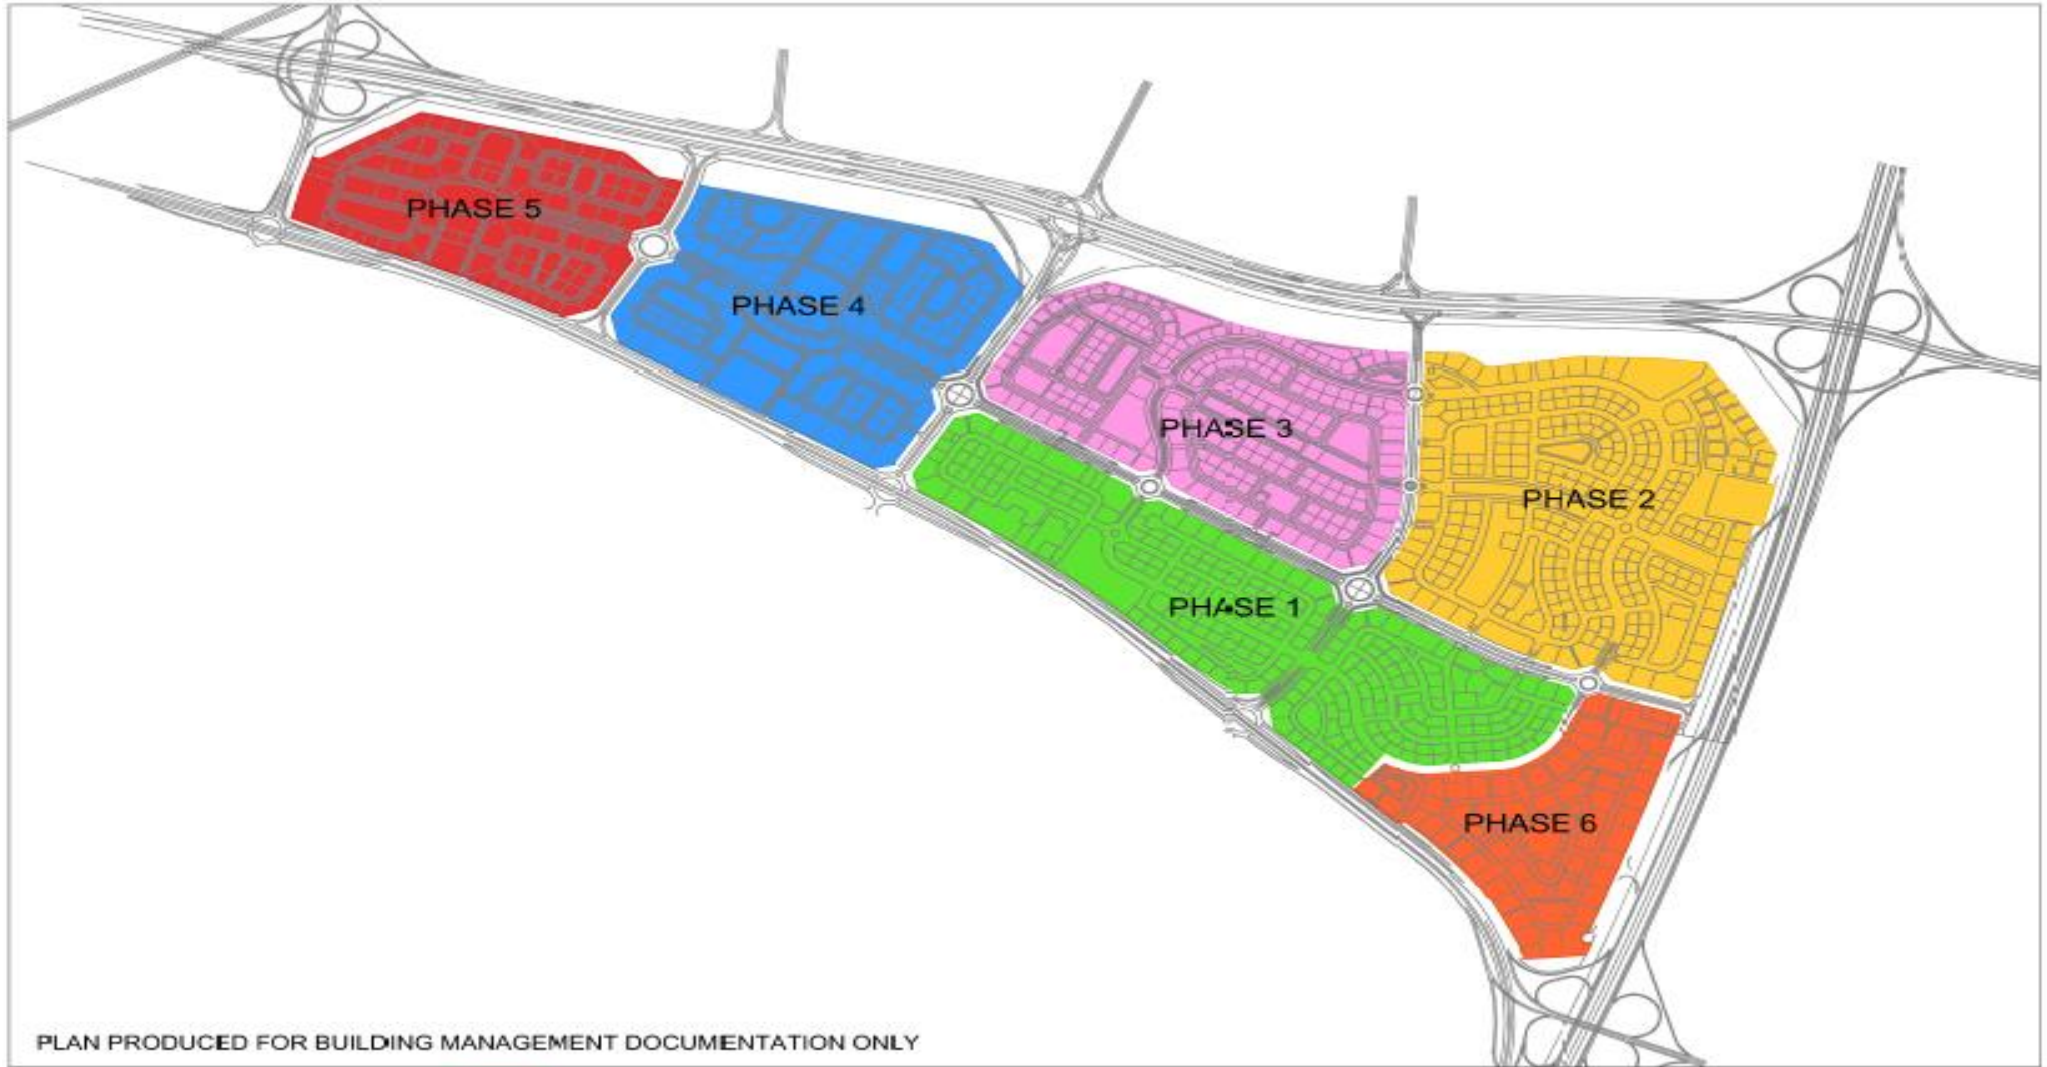 PHASE 5
PHASE 4
PHASE 3
PHASE 2
PHASE 1
PHASE 6
PLAN PRODUCED FOR BUILDING MANAGEMENT DOCUMENTATION ONLY